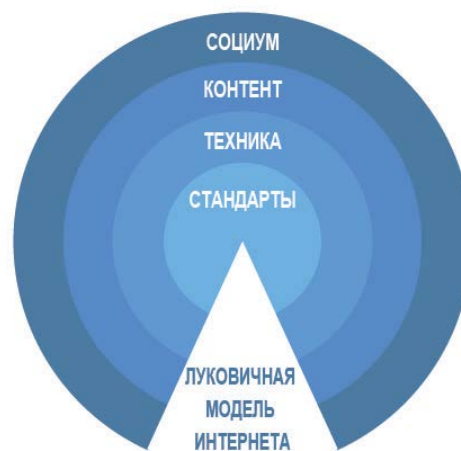 СОЦИУМ
КОНТЕНТ
ТЕХНИКА
СТАНДАРТЫ
ЛУКОВИЧНАЯ
МОДЕЛЬ
ИНТЕРНЕТА